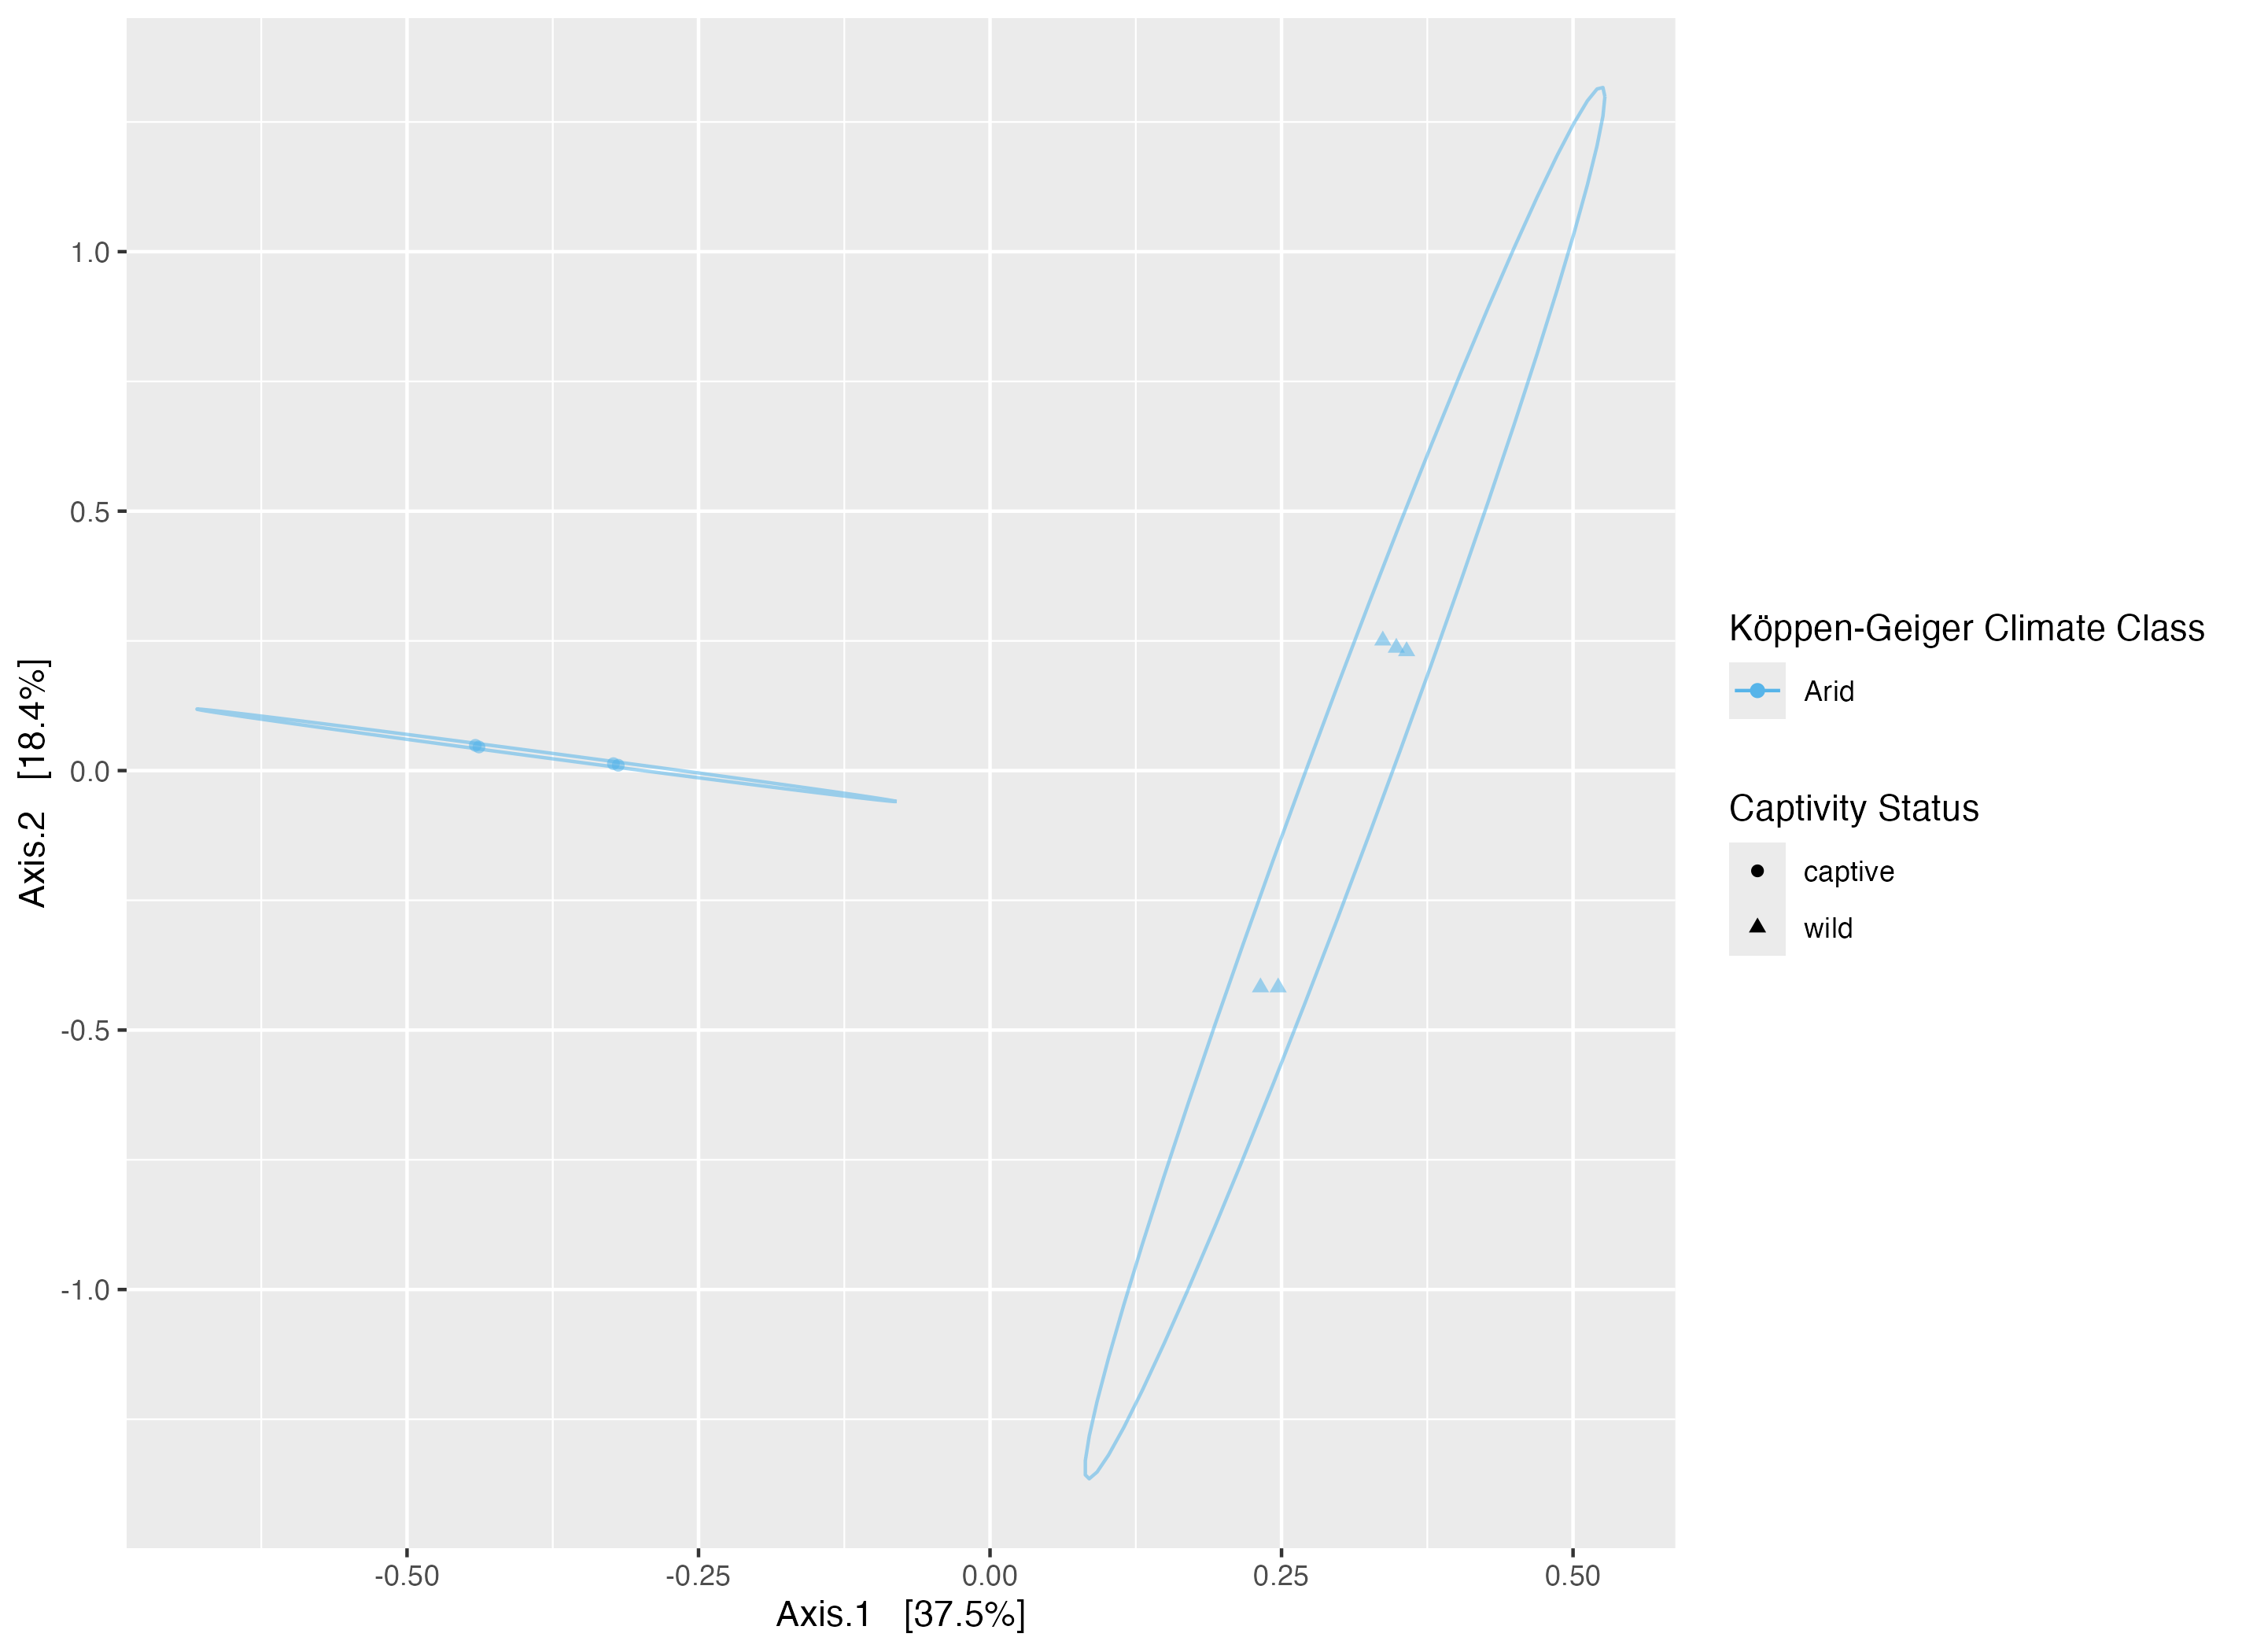 1.0
0.5
0.0
-0.5
-1.0
Axis.2 [18.4%]
-0.50 -0.25 0.00 0.25 0.50
Axis.1 [37.5%]
Köppen-Geiger Climate Class
Arid
Captivity Status
captive
wild